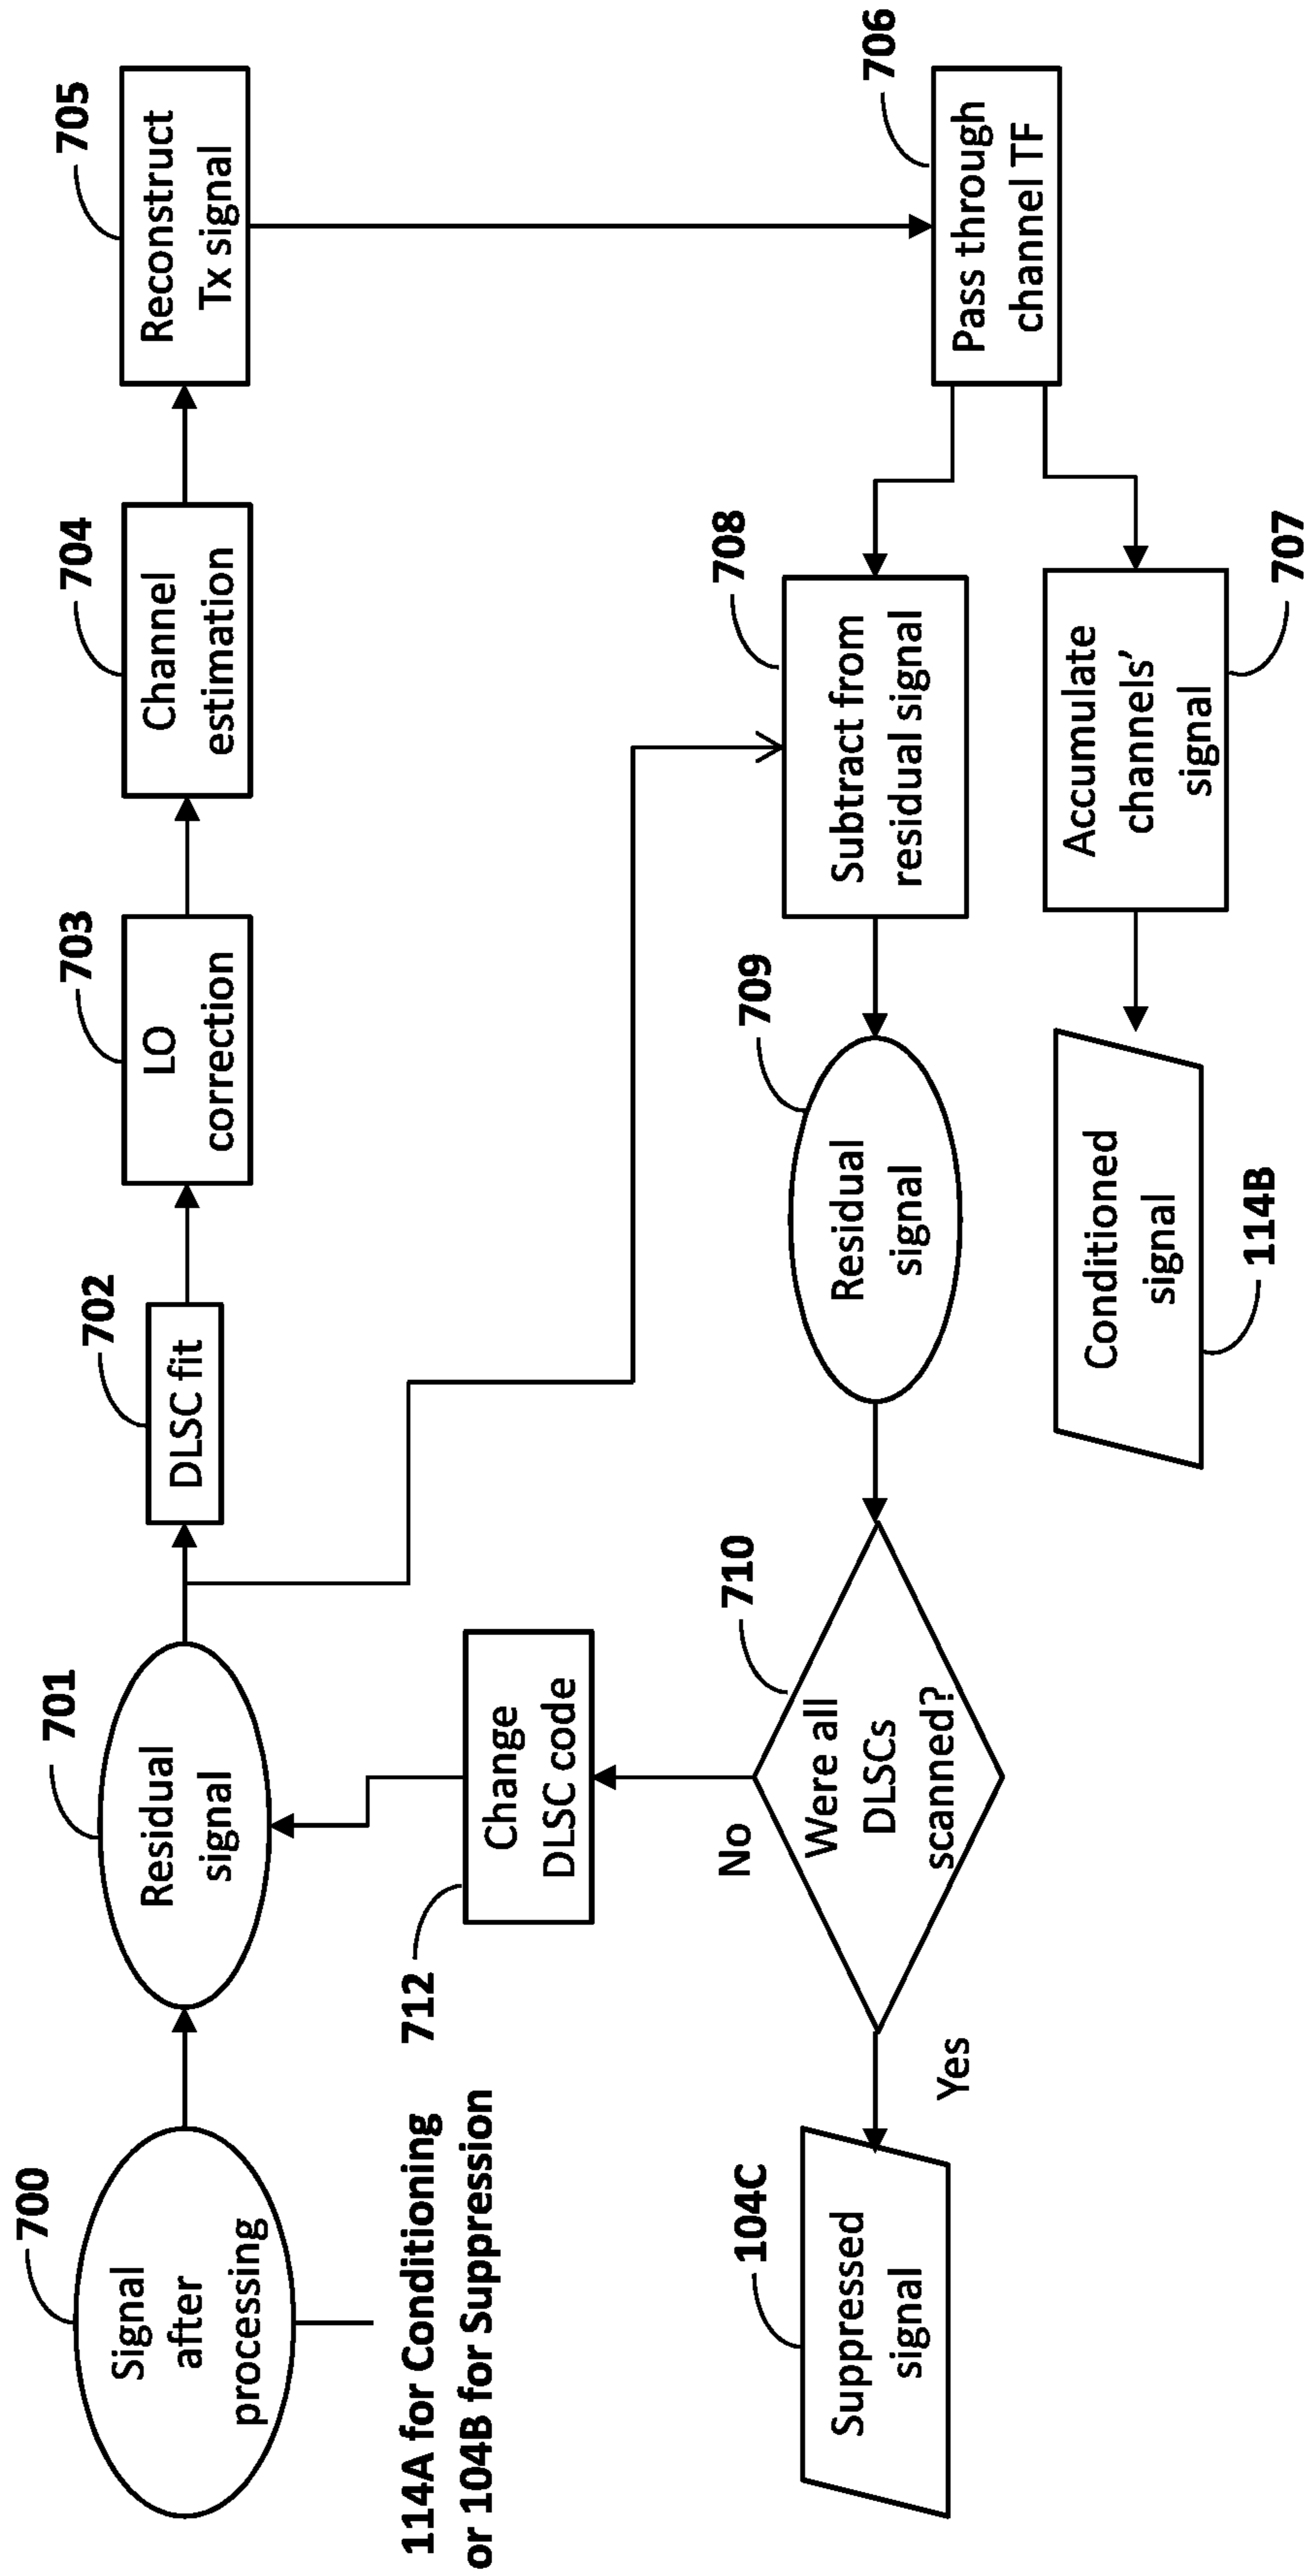 700
Signal
after
processing
114A for Conditioning
or 104B for Suppression
701
Residual
signal
702
DLSC fit
703
LO
correction
704
Channel
estimation
705
Reconstruct
Tx signal
706
Pass through
channel TF
708
Subtract from
residual signal
707
Accumulate
channels'
signal
709
Residual
signal
Conditioned
signal
114B
710
Were all
DLSCs
scanned?
No
Yes
712
Change
DLSC code
104C
Suppressed
signal